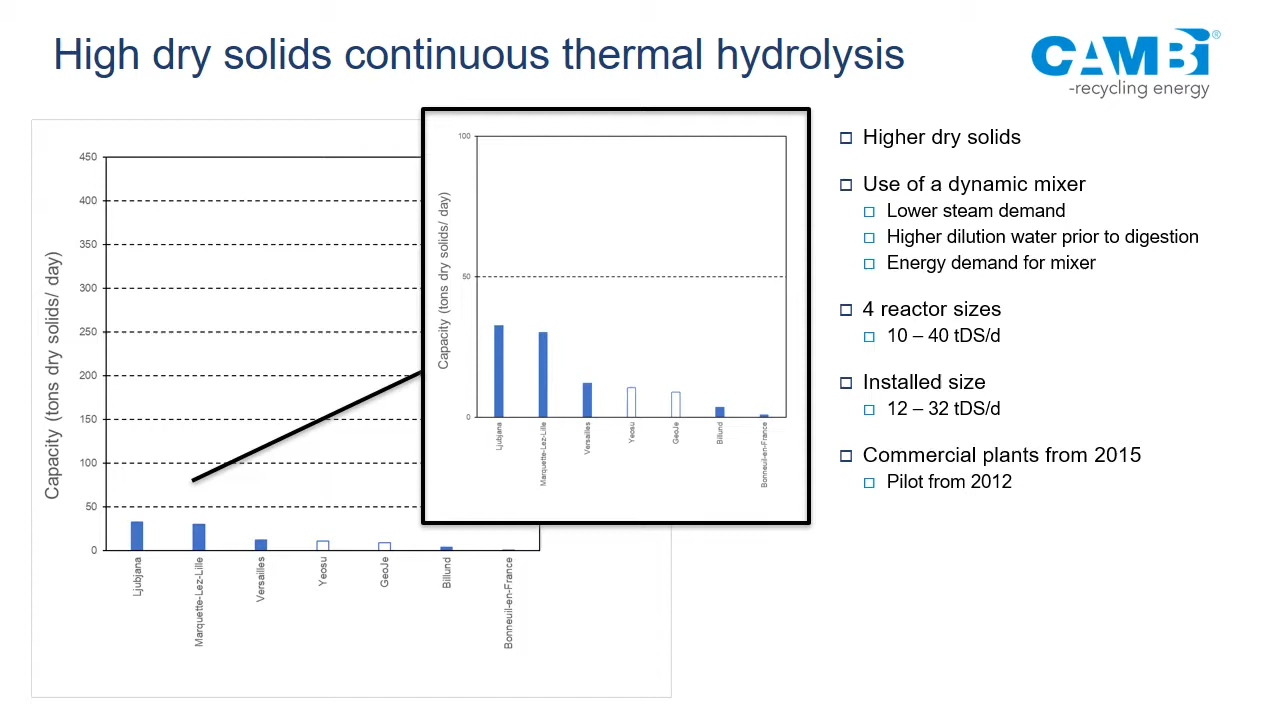 High dry solids continuous thermal hydrolysis
CAMBi®
-recycling energy
Capacity (tons dry solids/ day)
450
400
350
300
250
200
150
100
50
0
Ljubjana
Marquette-Lez-Lille
Versailles
Yeosu
GeoJe
Billund
Bonneuil-en-France
Capacity (tons dry solids/ day)
100
50
0
Ljubjana
Marquette-Lez-Lille
Versailles
Yeosu
GeoJe
Billund
Bonneuil-en-France
Higher dry solids
Use of a dynamic mixer
Lower steam demand
Higher dilution water prior to digestion
Energy demand for mixer
4 reactor sizes
10 – 40 tDS/d
Installed size
12 – 32 tDS/d
Commercial plants from 2015
Pilot from 2012